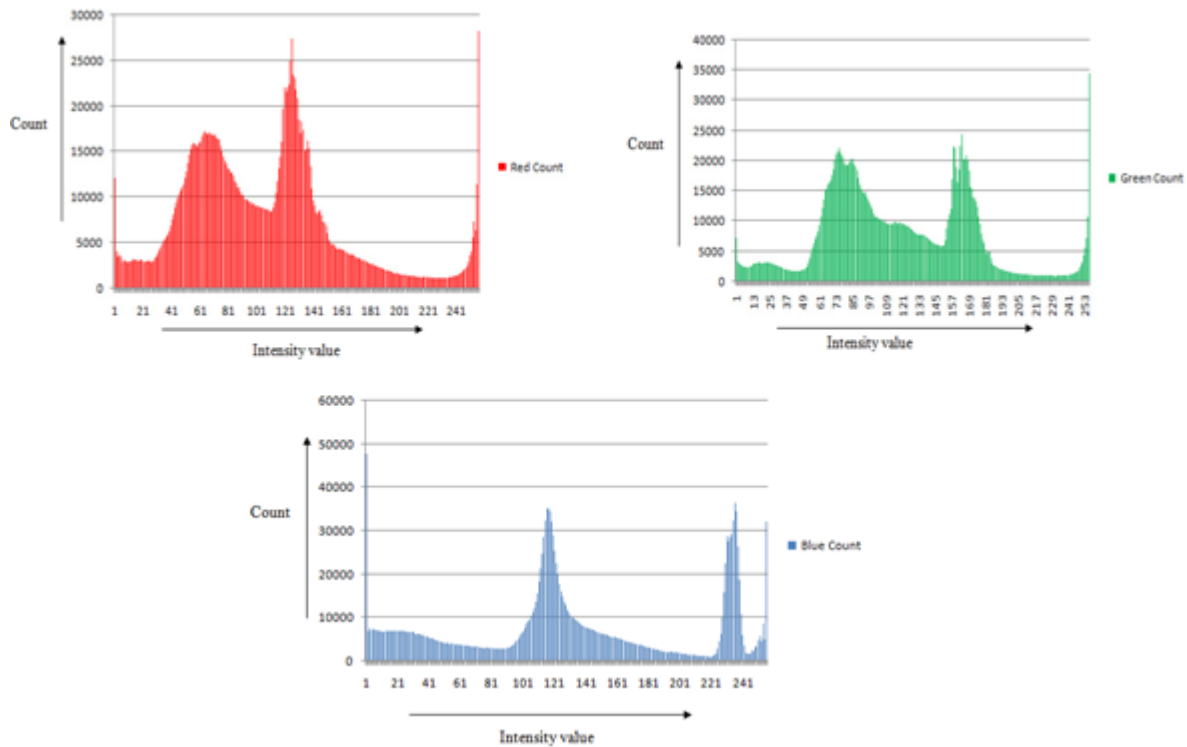 30000
25000
20000
15000
10000
5000
0
Count
Red Count
1 21 41 61 81 101 121 141 161 181 201 221 241
Intensity value
40000
35000
30000
25000
20000
15000
10000
5000
0
Count
Green Count
1 13 25 37 49 61 73 85 97 109 121 133 145 157 169 181 193 205 217 229 241 253
Intensity value
60000
50000
40000
30000
20000
10000
0
Count
Blue Count
1 21 41 61 81 101 121 141 161 181 201 221 241
Intensity value